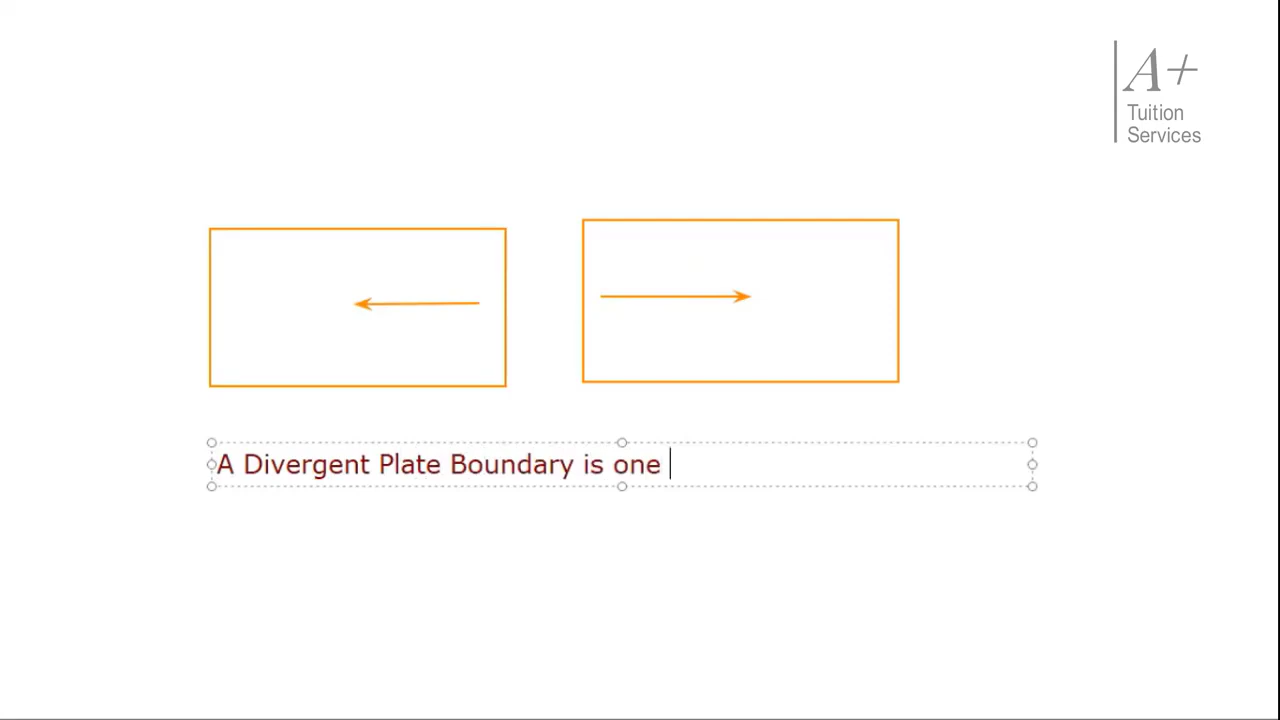 A+
Tuition
Services
A Divergent Plate Boundary is one